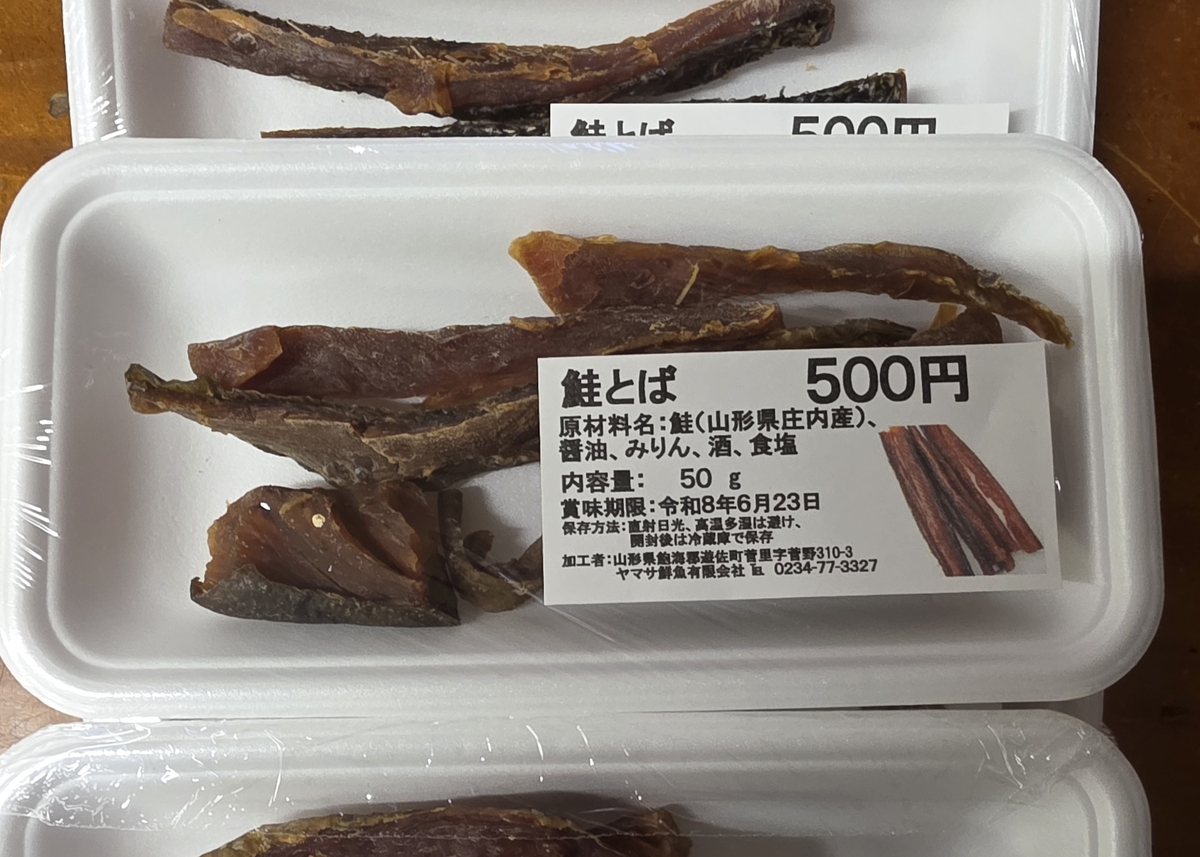 鮭とば 500円
鮭とば 500円
原材料名:鮭(山形県庄内産)、
醤油、みりん、酒、食塩
内容量: 50 g
賞味期限:令和8年6月23日
保存方法:直射日光、高温多湿は避け、
開封後は冷蔵庫で保存
加工者:山形県飽海郡遊佐町菅里字菅野310-3
ヤマサ鮮魚有限会社 ℡ 0234-77-3327